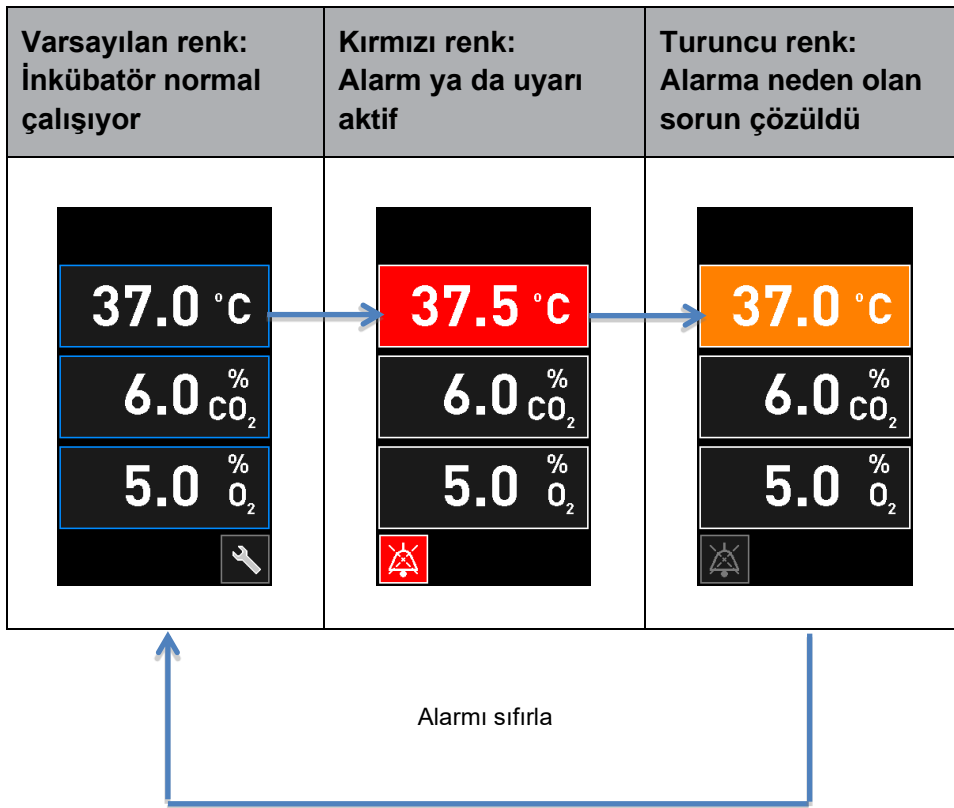 Varsayılan renk:
İnkübatör normal
çalışıyor
Kırmızı renk:
Alarm ya da uyarı
aktif
Turuncu renk:
Alarma neden olan
sorun çözüldü
37.0 °C
6.0 % CO₂
5.0 % O₂
37.5 °C
6.0 % CO₂
5.0 % O₂
37.0 °C
6.0 % CO₂
5.0 % O₂
Alarmı sıfırla